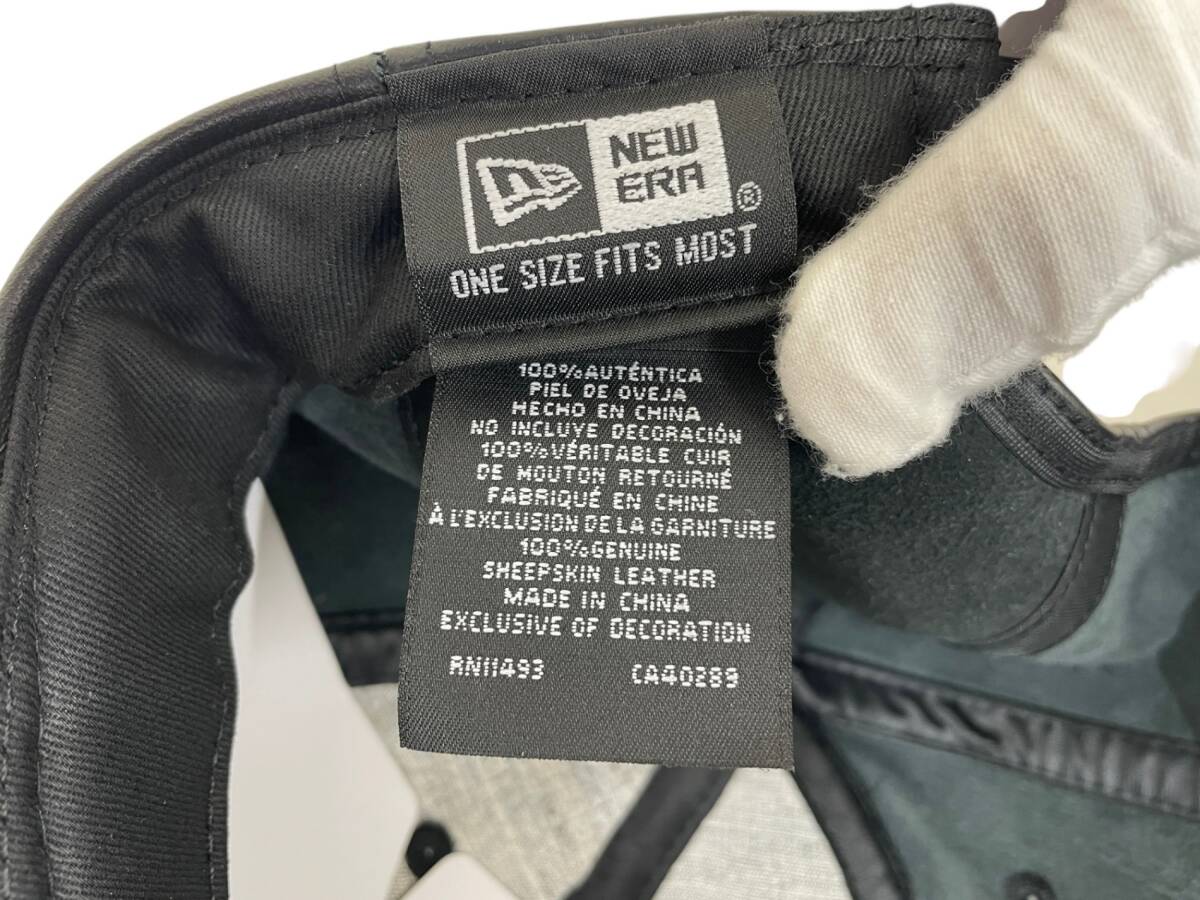 NEW
ERA
®
ONE SIZE FITS MOST
100%AUTÉNTICA
PIEL DE OVEJA
HECHO EN CHINA
NO INCLUYE DECORACIÓN
100%VÉRITABLE CUIR
DE MOUTON RETOURNÉ
FABRIQUÉ EN CHINE
À L'EXCLUSION DE LA GARNITURE
100%GENUINE
SHEEPSKIN LEATHER
MADE IN CHINA
EXCLUSIVE OF DECORATION
RN11493 CA40289